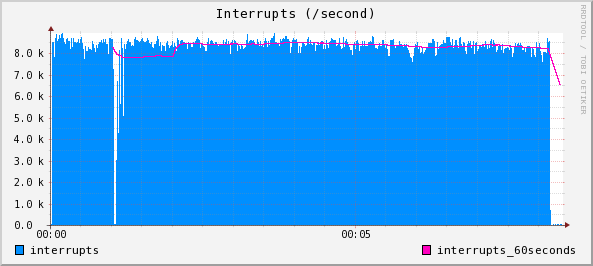 Interrupts (/second)
RRDTOOL / TOBI OETIKER
8.0 k
7.0 k
6.0 k
5.0 k
4.0 k
3.0 k
2.0 k
1.0 k
0.0
00:00 00:05
interrupts interrupts_60seconds